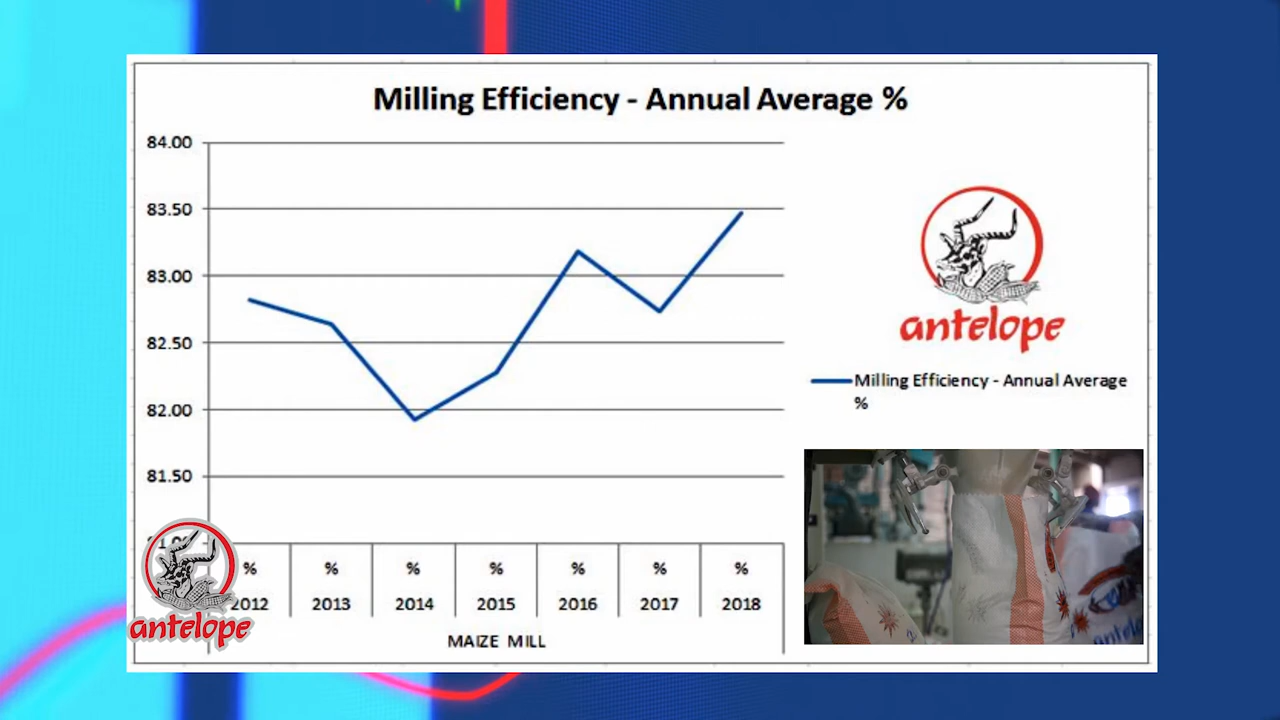 Milling Efficiency - Annual Average %
84.00
83.50
83.00
82.50
82.00
81.50
antelope
Milling Efficiency - Annual Average
%
% % % % % % %
2012 2013 2014 2015 2016 2017 2018
MAIZE MILL
antelope